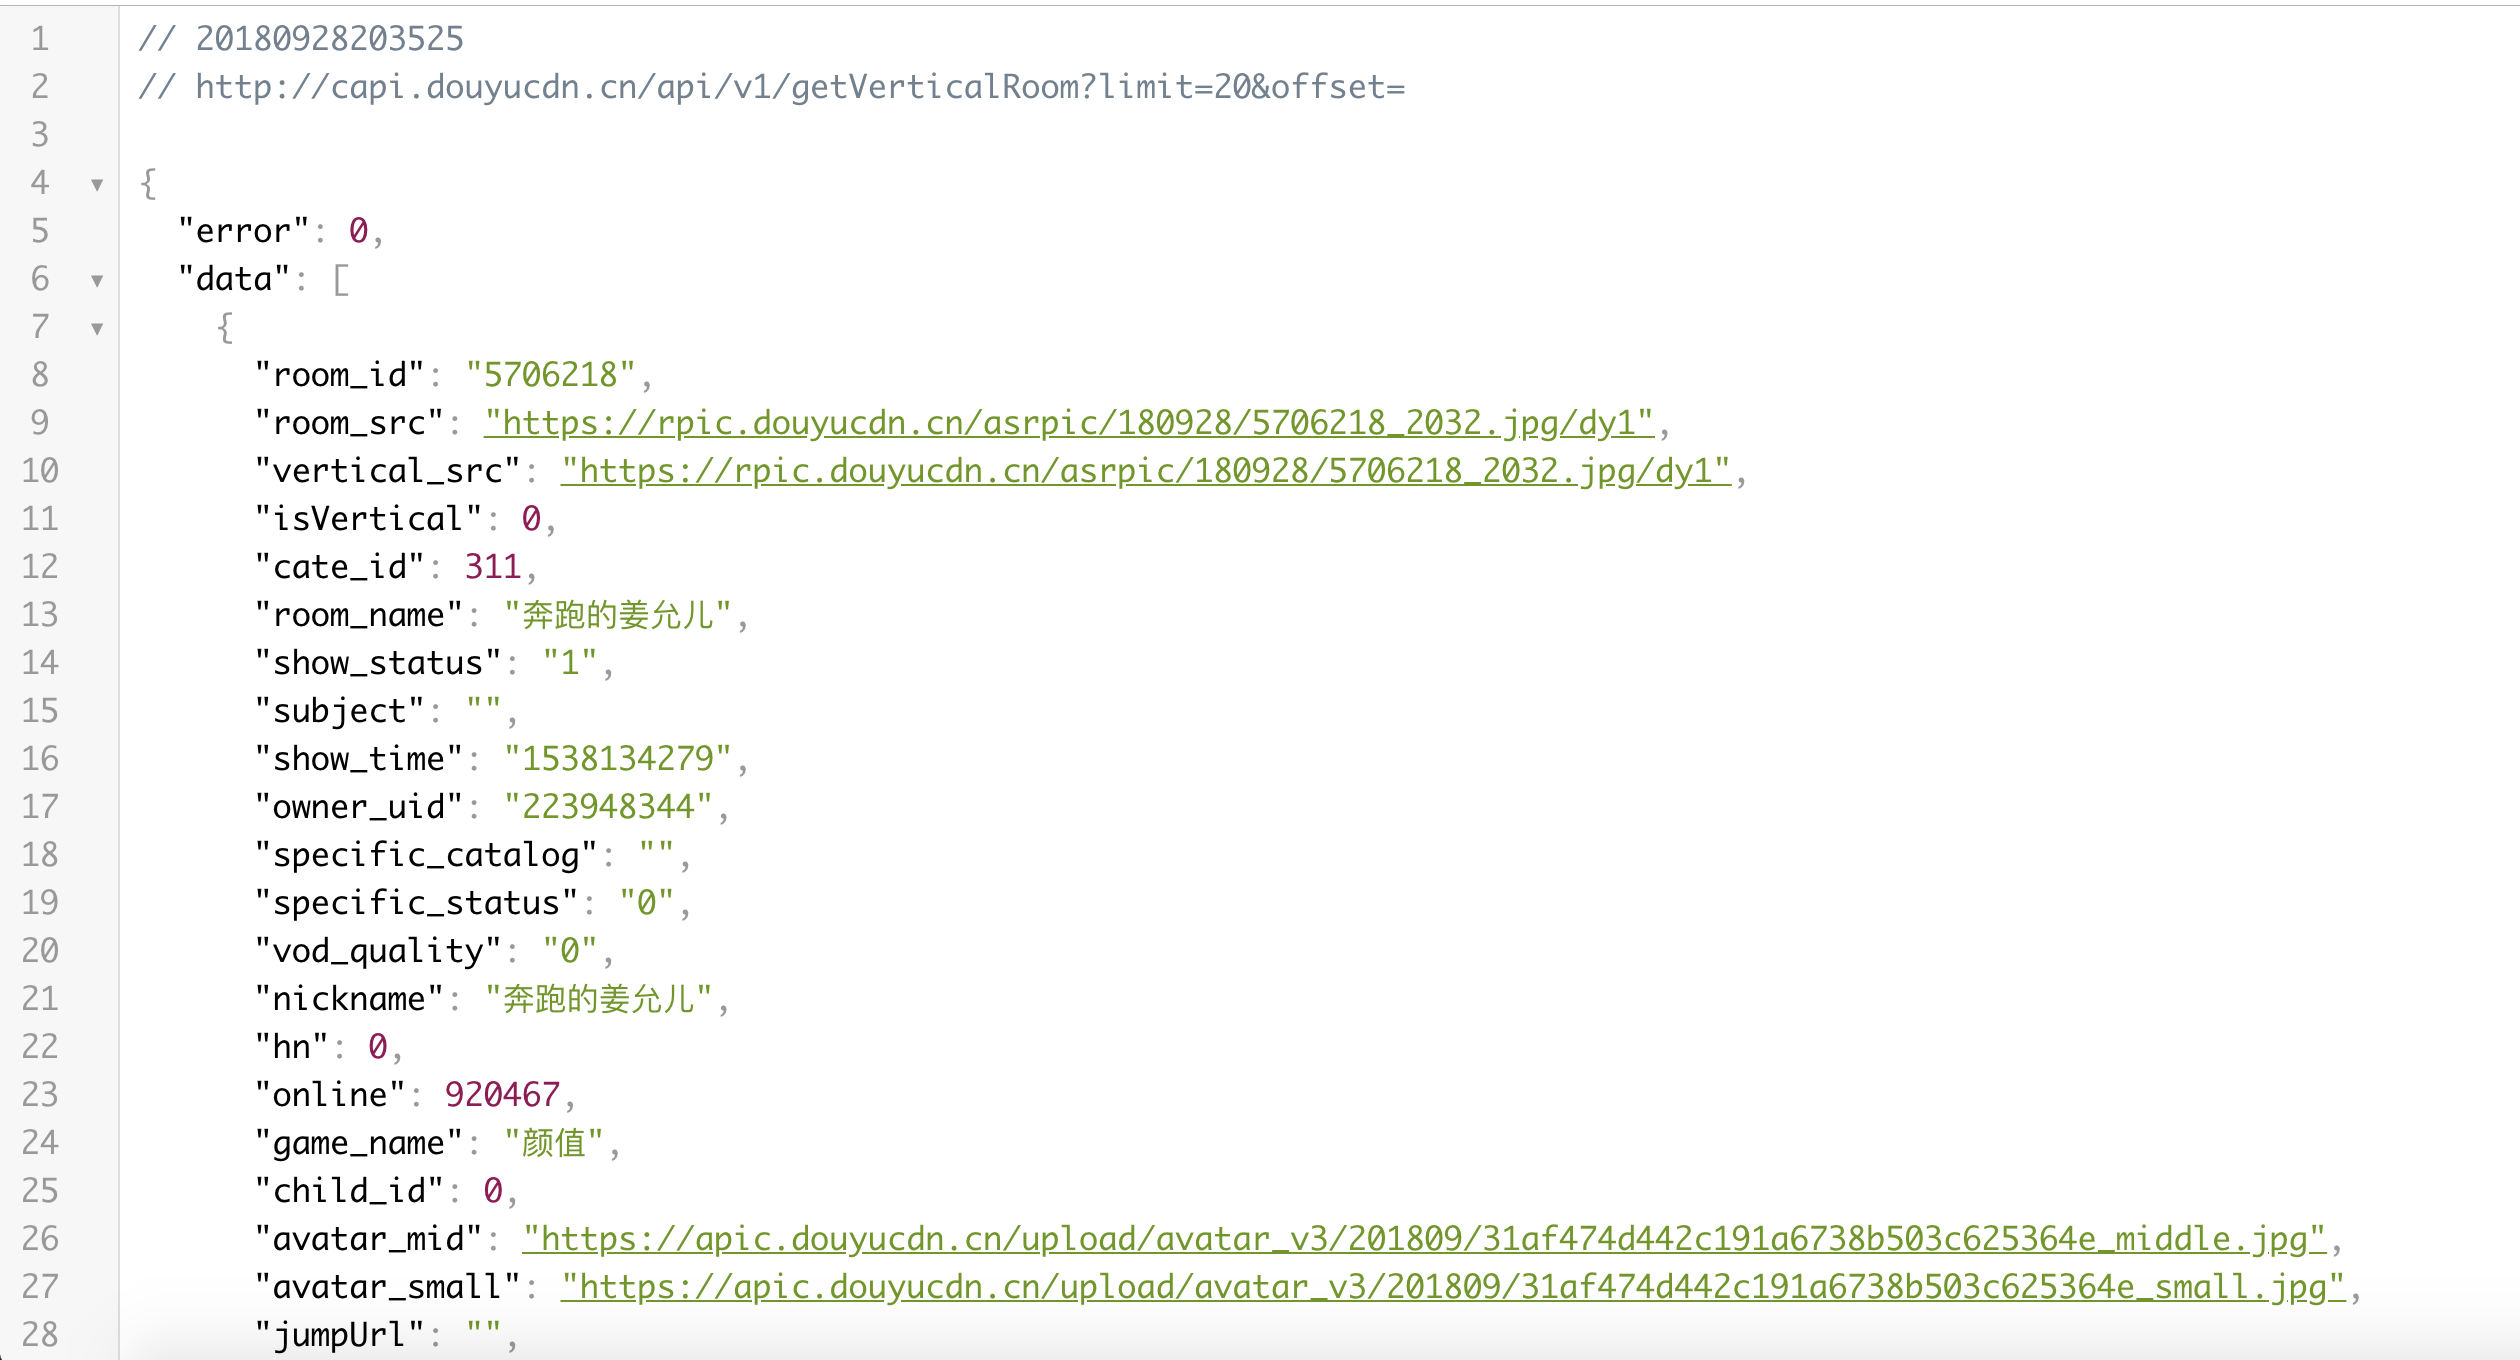 1 // 20180928203525
2 // http://capi.douyucdn.cn/api/v1/getVerticalRoom?limit=20&offset=
3
4 ▼ {
5 "error": 0,
6 ▼ "data": [
7 ▼ {
8 "room_id": "5706218",
9 "room_src": "https://rpic.douyucdn.cn/asrpic/180928/5706218_2032.jpg/dy1",
10 "vertical_src": "https://rpic.douyucdn.cn/asrpic/180928/5706218_2032.jpg/dy1",
11 "isVertical": 0,
12 "cate_id": 311,
13 "room_name": "奔跑的姜允儿",
14 "show_status": "1",
15 "subject": "",
16 "show_time": "1538134279",
17 "owner_uid": "223948344",
18 "specific_catalog": "",
19 "specific_status": "0",
20 "vod_quality": "0",
21 "nickname": "奔跑的姜允儿",
22 "hn": 0,
23 "online": 920467,
24 "game_name": "颜值",
25 "child_id": 0,
26 "avatar_mid": "https://apic.douyucdn.cn/upload/avatar_v3/201809/31af474d442c191a6738b503c625364e_middle.jpg",
27 "avatar_small": "https://apic.douyucdn.cn/upload/avatar_v3/201809/31af474d442c191a6738b503c625364e_small.jpg",
28 "jumpUrl": "",